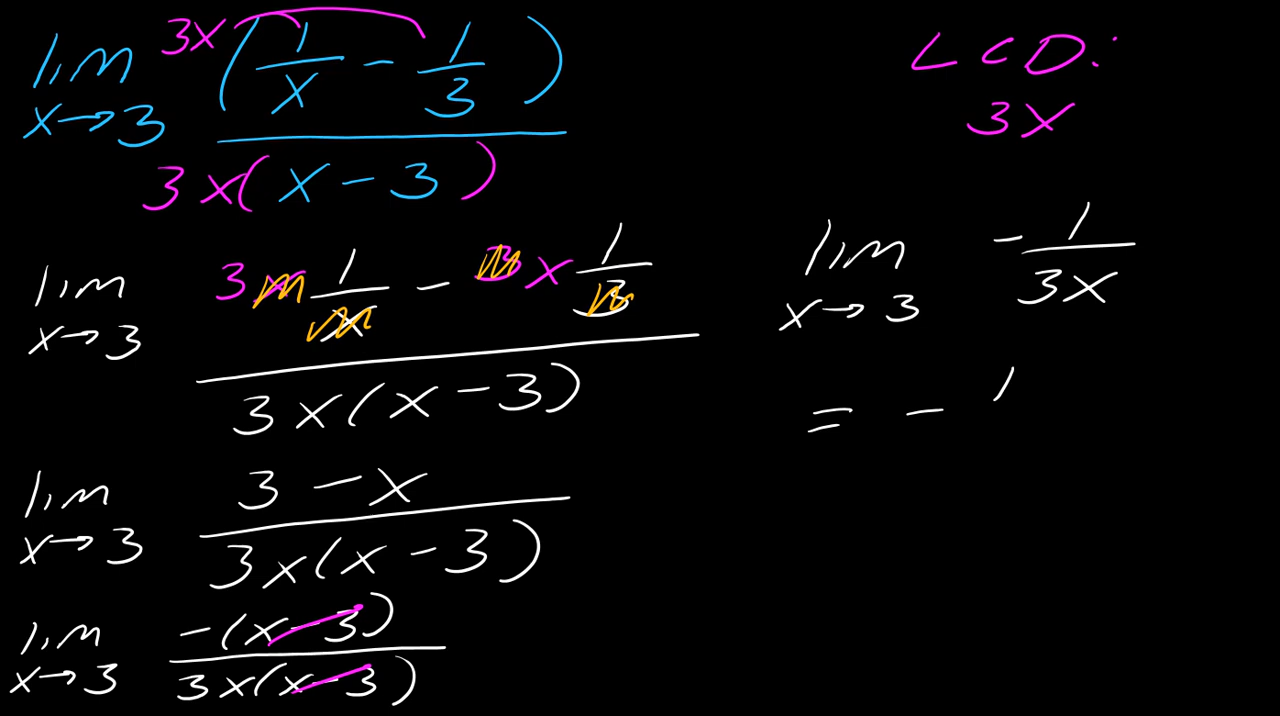 lim x→3 3x(1/x - 1/3) / 3x(x - 3)
lim x→3 (3x 1/x - 3x 1/3) / 3x(x - 3)
lim x→3 (3 - x) / 3x(x - 3)
lim x→3 -(x - 3) / 3x(x - 3)
LCD:
3x
lim x→3 - 1/3x
= - 1